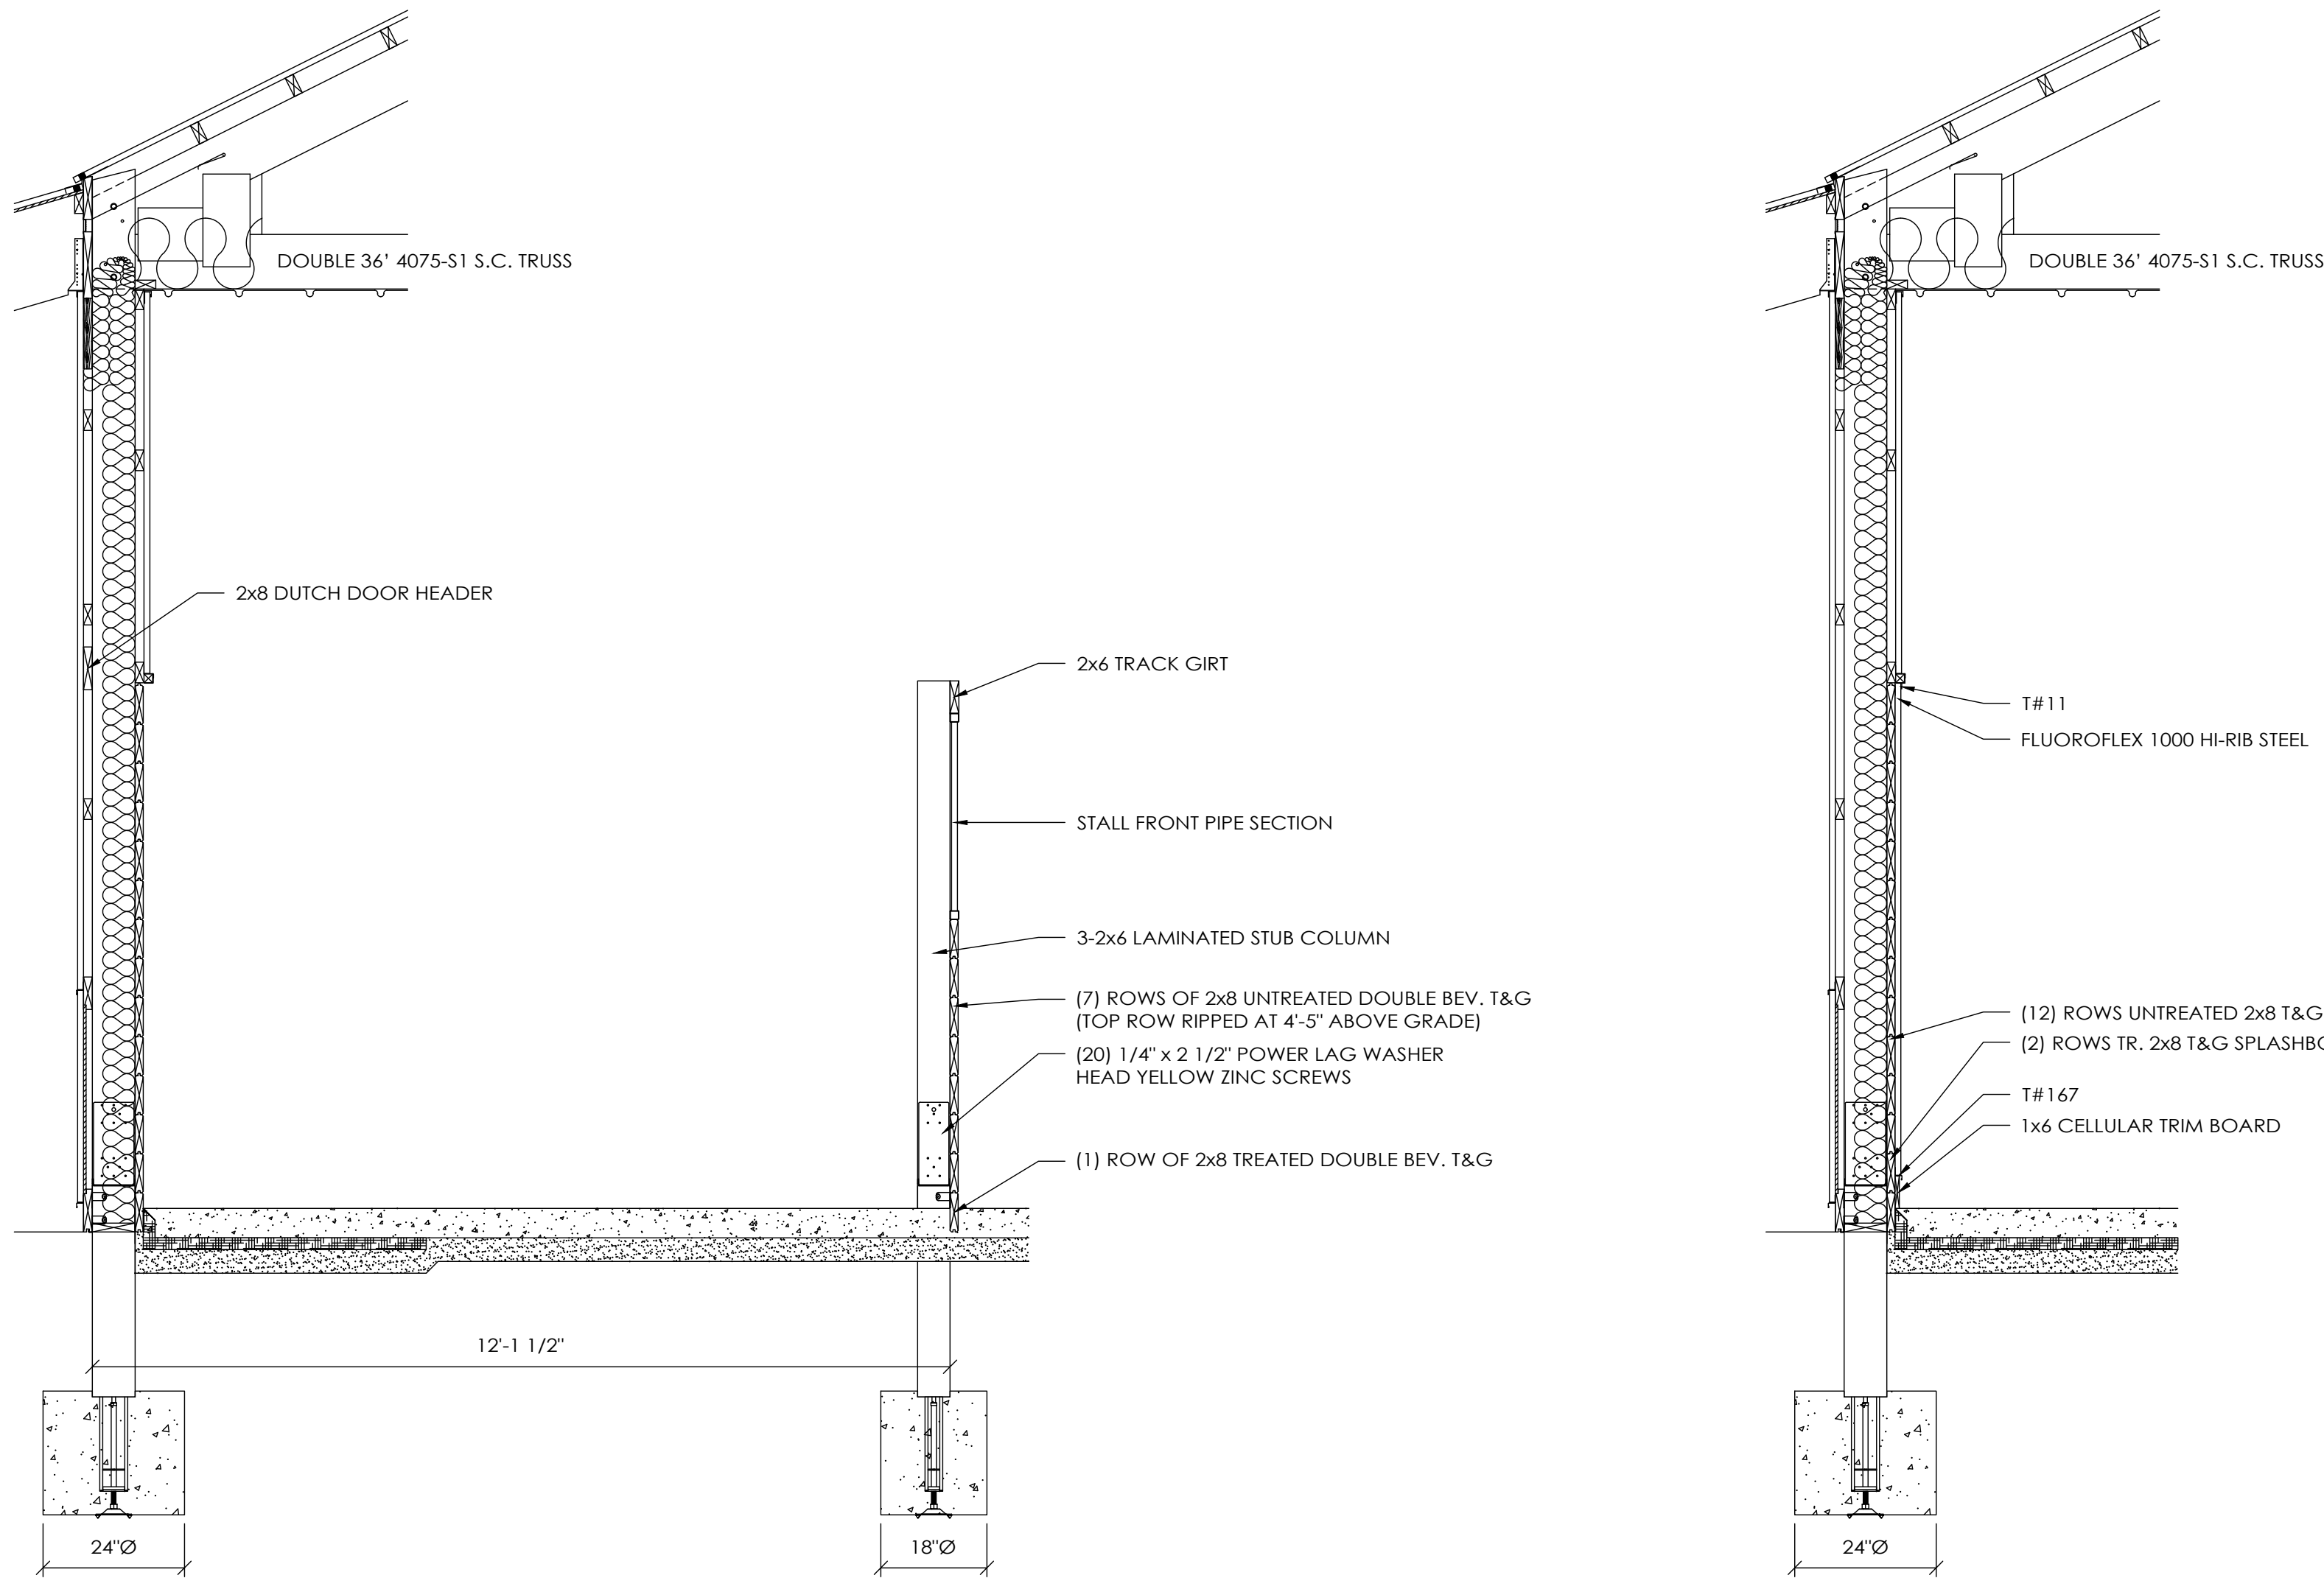 DOUBLE 36' 4075-S1 S.C. TRUSS
2x8 DUTCH DOOR HEADER
2x6 TRACK GIRT
STALL FRONT PIPE SECTION
3-2x6 LAMINATED STUB COLUMN
(7) ROWS OF 2x8 UNTREATED DOUBLE BEV. T&G
(TOP ROW RIPPED AT 4'-5" ABOVE GRADE)
(20) 1/4" x 2 1/2" POWER LAG WASHER
HEAD YELLOW ZINC SCREWS
(1) ROW OF 2x8 TREATED DOUBLE BEV. T&G
12'-1 1/2"
24"Ø
18"Ø
DOUBLE 36' 4075-S1 S.C. TRUSS
T#11
FLUOROFLEX 1000 HI-RIB STEEL
(12) ROWS UNTREATED 2x8 T&G
(2) ROWS TR. 2x8 T&G
T#167
1x6 CELLULAR TRIM BOARD
24"Ø